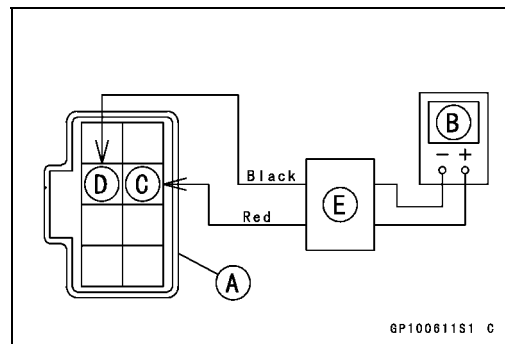 B
- +
D C
Black
E
Red
A
GP100611S1 C